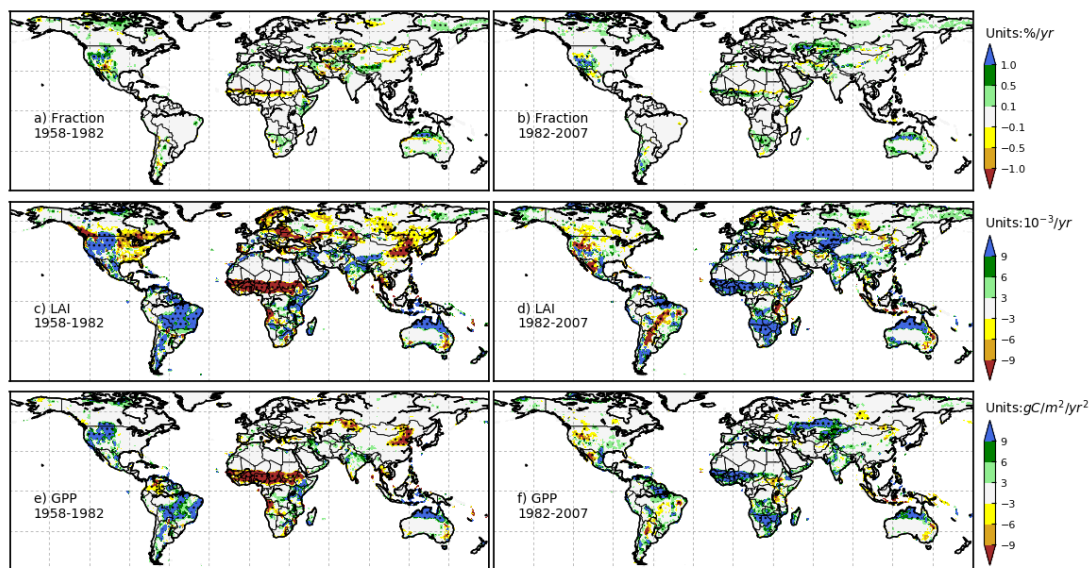 Units:%/yr
1.0
0.5
0.1
−0.1
−0.5
−1.0
a) Fraction
1958-1982
b) Fraction
1982-2007
Units:10⁻³/yr
9
6
3
−3
−6
−9
c) LAI
1958-1982
d) LAI
1982-2007
Units:gC/m²/yr²
9
6
3
−3
−6
−9
e) GPP
1958-1982
f) GPP
1982-2007